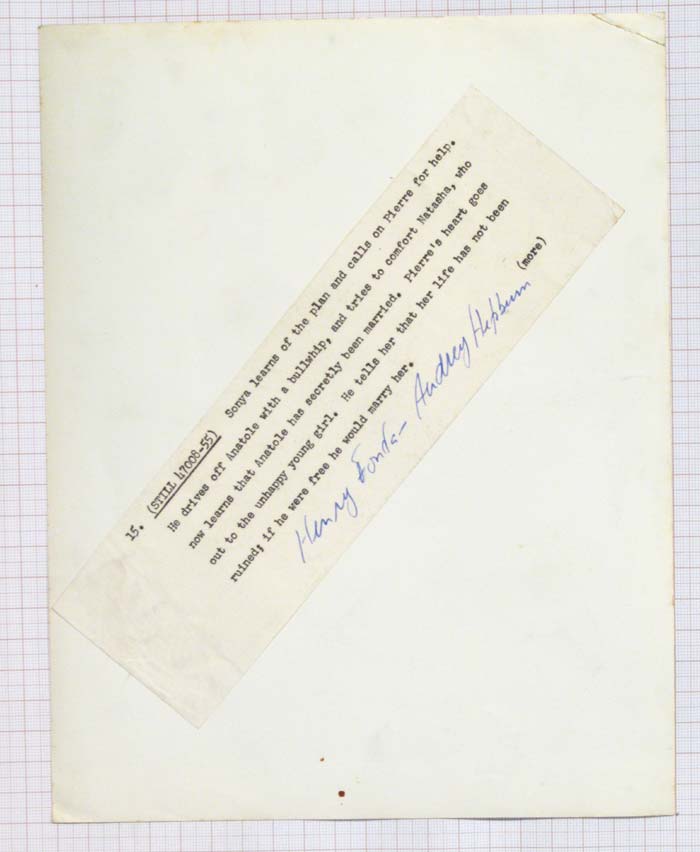 15. (STILL 47008-55) Sonya learns of the plan and calls on Pierre for help.
He drives off Anatole with a bullwhip, and tries to comfort Natasha, who
now learns that Anatole has secretly been married. Pierre's heart goes
out to the unhappy young girl. He tells her that her life has not been
ruined; if he were free he would marry her.
(more)
Henry Fonda - Audrey Hepburn